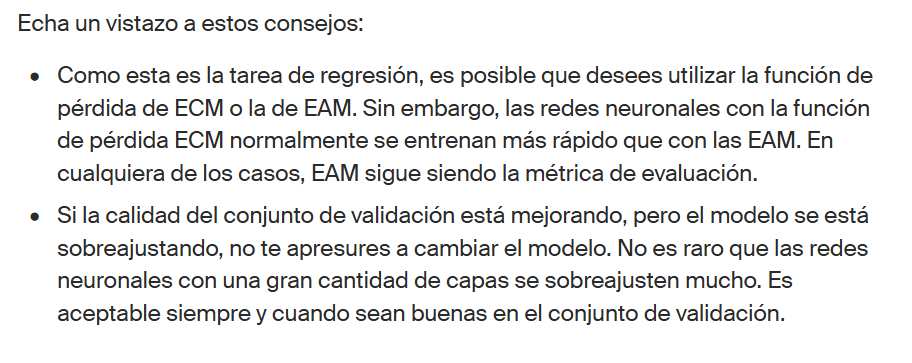 Echa un vistazo a estos consejos:
• Como esta es la tarea de regresión, es posible que desees utilizar la función de
pérdida de ECM o la de EAM. Sin embargo, las redes neuronales con la función
de pérdida ECM normalmente se entrenan más rápido que con las EAM. En
cualquiera de los casos, EAM sigue siendo la métrica de evaluación.
• Si la calidad del conjunto de validación está mejorando, pero el modelo se está
sobreajustando, no te apresures a cambiar el modelo. No es raro que las redes
neuronales con una gran cantidad de capas se sobreajusten mucho. Es
aceptable siempre y cuando sean buenas en el conjunto de validación.